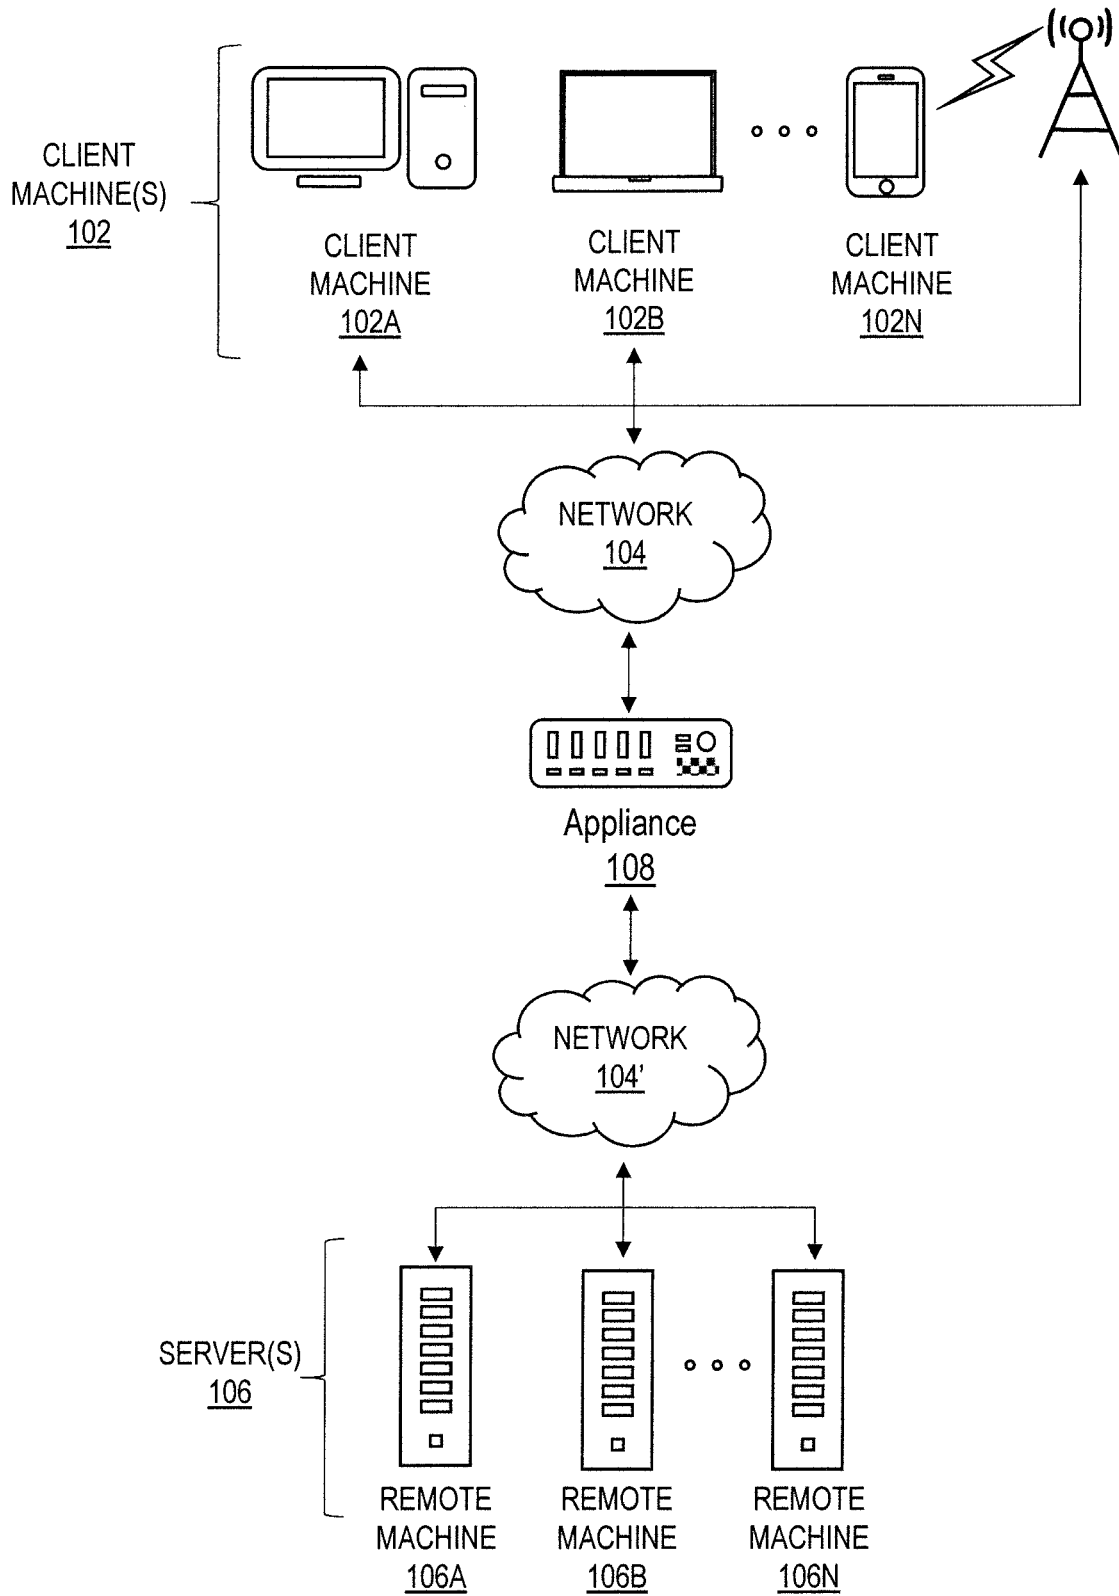 CLIENT
MACHINE(S)
102
CLIENT
MACHINE
102A
CLIENT
MACHINE
102B
CLIENT
MACHINE
102N
NETWORK
104
Appliance
108
NETWORK
104'
SERVER(S)
106
REMOTE
MACHINE
106A
REMOTE
MACHINE
106B
REMOTE
MACHINE
106N